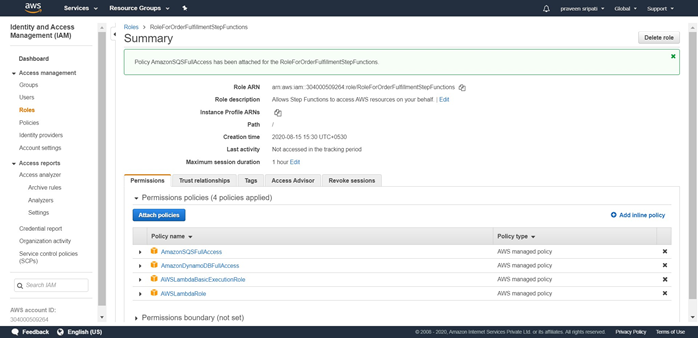 aws Services Resource Groups praveen sripati Global Support
Identity and Access Management (IAM)
Dashboard
Access management
Groups
Users
Roles
Policies
Identity providers
Account settings
Access reports
Access analyzer
Archive rules
Analyzers
Settings
Credential report
Organization activity
Service control policies (SCPs)
Search IAM
AWS account ID:
304000509264
Roles RoleForOrderFulfillmentStepFunctions
Summary
Delete role
Policy AmazonSQSFullAccess has been attached for the RoleForOrderFulfillmentStepFunctions.
Role ARN arn:aws:iam::304000509264:role/RoleForOrderFulfillmentStepFunctions
Role description Allows Step Functions to access AWS resources on your behalf | Edit
Instance Profile ARNs
Path /
Creation time 2020-08-15 15:30 UTC+0530
Last activity Not accessed in the tracking period
Maximum session duration 1 hour Edit
Permissions Trust relationships Tags Access Advisor Revoke sessions
Permissions policies (4 policies applied)
Attach policies Add inline policy
Policy name Policy type
AmazonSQSFullAccess AWS managed policy
AmazonDynamoDBFullAccess AWS managed policy
AWSLambdaBasicExecutionRole AWS managed policy
AWSLambdaRole AWS managed policy
Permissions boundary (not set)
Feedback English (US) © 2008 - 2020, Amazon Internet Services Private Ltd. or its affiliates. All rights reserved. Privacy Policy Terms of Use